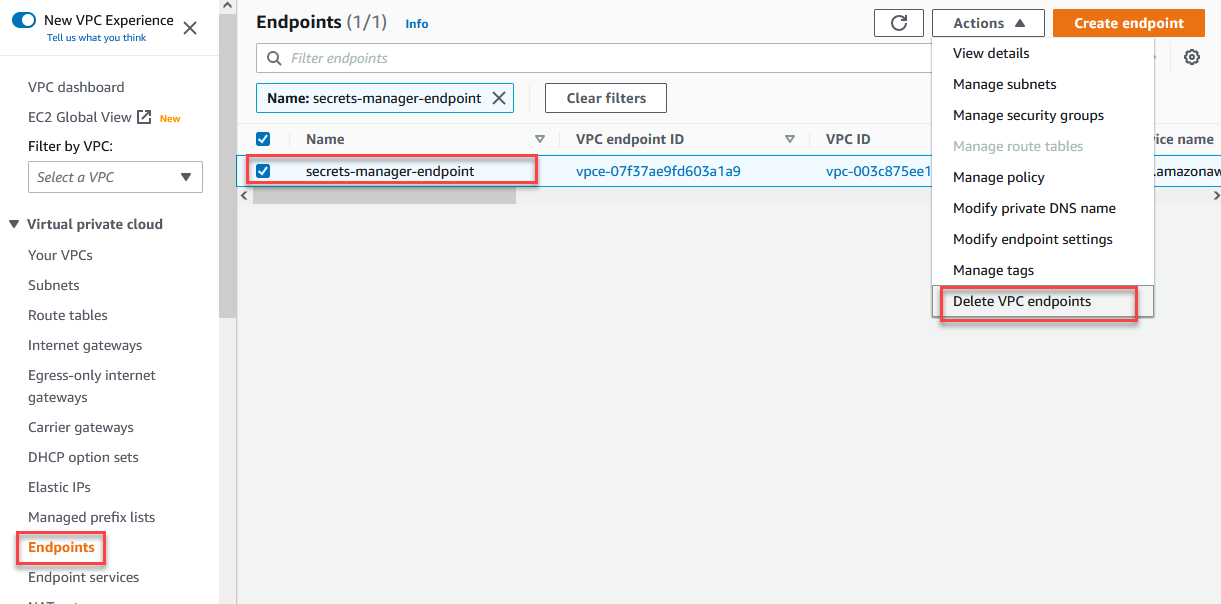 New VPC Experience
Tell us what you think
VPC dashboard
EC2 Global View New
Filter by VPC:
Select a VPC
Virtual private cloud
Your VPCs
Subnets
Route tables
Internet gateways
Egress-only internet
gateways
Carrier gateways
DHCP option sets
Elastic IPs
Managed prefix lists
Endpoints
Endpoint services
Endpoints (1/1) Info
Actions
Create endpoint
Filter endpoints
Name: secrets-manager-endpoint
Clear filters
Name VPC endpoint ID VPC ID vice name
secrets-manager-endpoint vpce-07f37ae9fd603a1a9 vpc-003c875ee1 .amazonaw
View details
Manage subnets
Manage security groups
Manage route tables
Manage policy
Modify private DNS name
Modify endpoint settings
Manage tags
Delete VPC endpoints